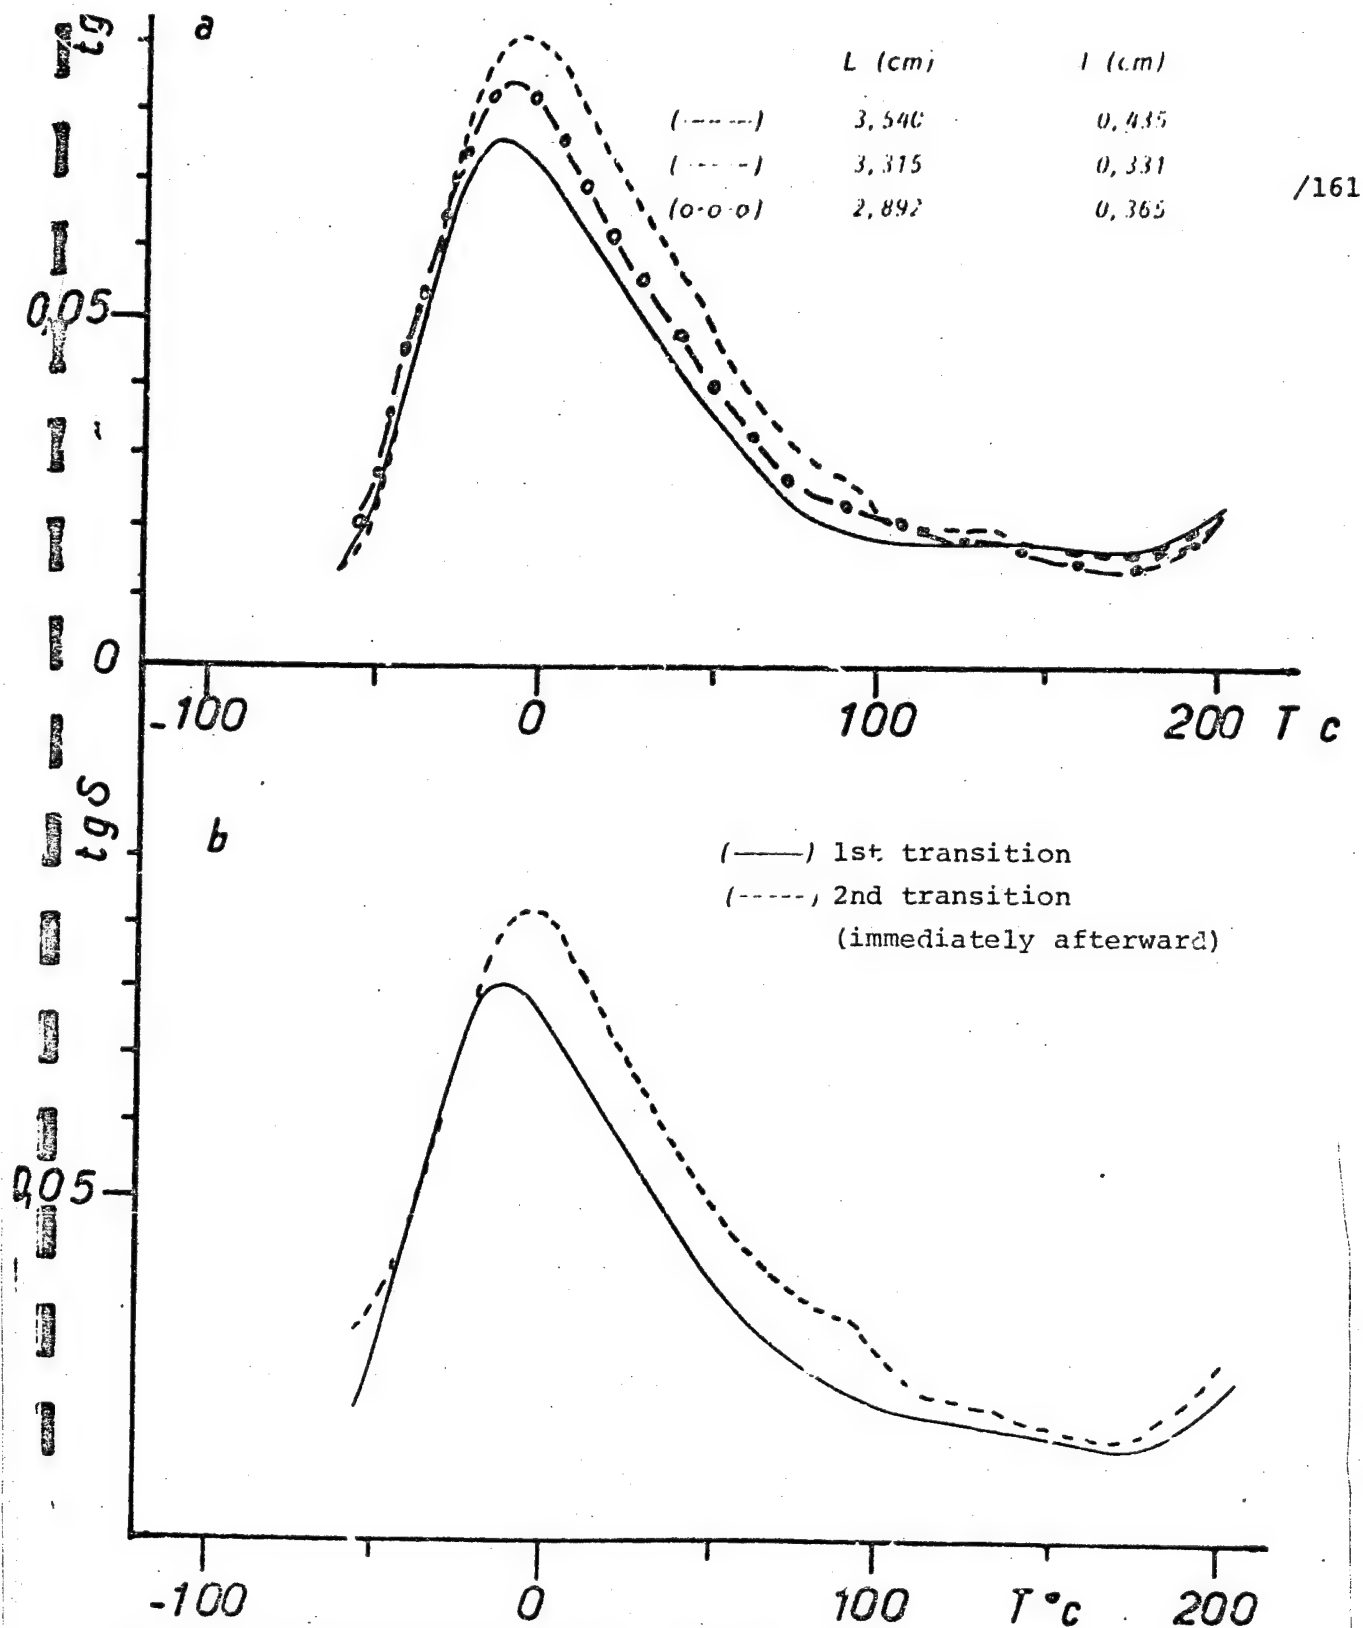 tg
a
L (cm) l (cm)
(-----) 3,540 0,435
(-----) 3,315 0,331
(o-o-o) 2,892 0,365
/161
0,05
0
-100 0 100 200 T c
tg δ
b
(——) 1st transition
(-----) 2nd transition
(immediately afterward)
0,05
-100 0 100 T°c 200